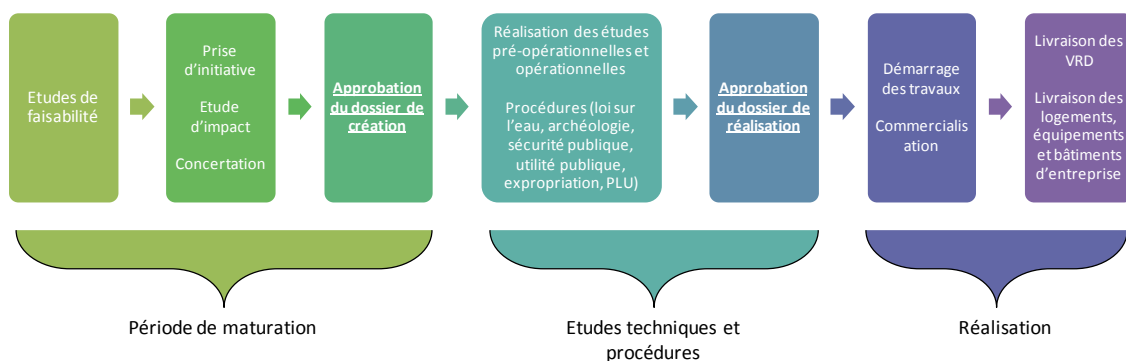 Etudes de
faisabilité
Prise
d'initiative
Etude
d'impact
Concertation
Approbation
du dossier de
création
Réalisation des études
pré-opérationnelles et
opérationnelles
Procédures (loi sur
l'eau, archéologie,
sécurité publique,
utilité publique,
expropriation, PLU)
Approbation
du dossier de
réalisation
Démarrage
des travaux
Commercialis
ation
Livraison des
VRD
Livraison des
logements,
équipements
et bâtiments
d'entreprise
Période de maturation
Etudes techniques et
procédures
Réalisation